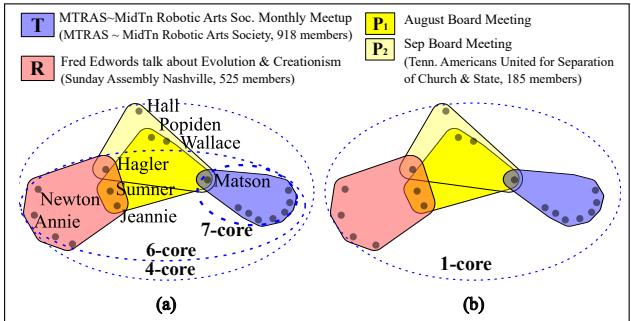 T MTRAS~MidTn Robotic Arts Soc. Monthly Meetup
(MTRAS ~ MidTn Robotic Arts Society, 918 members)
R Fred Edwords talk about Evolution & Creationism
(Sunday Assembly Nashville, 525 members)
P1 August Board Meeting
P2 Sep Board Meeting
(Tenn. Americans United for Separation
of Church & State, 185 members)
Hall
Popiden
Wallace
Hagler
Matson
Newton
Sumner
Annie
Jeannie
7-core
6-core
4-core
(a)
1-core
(b)